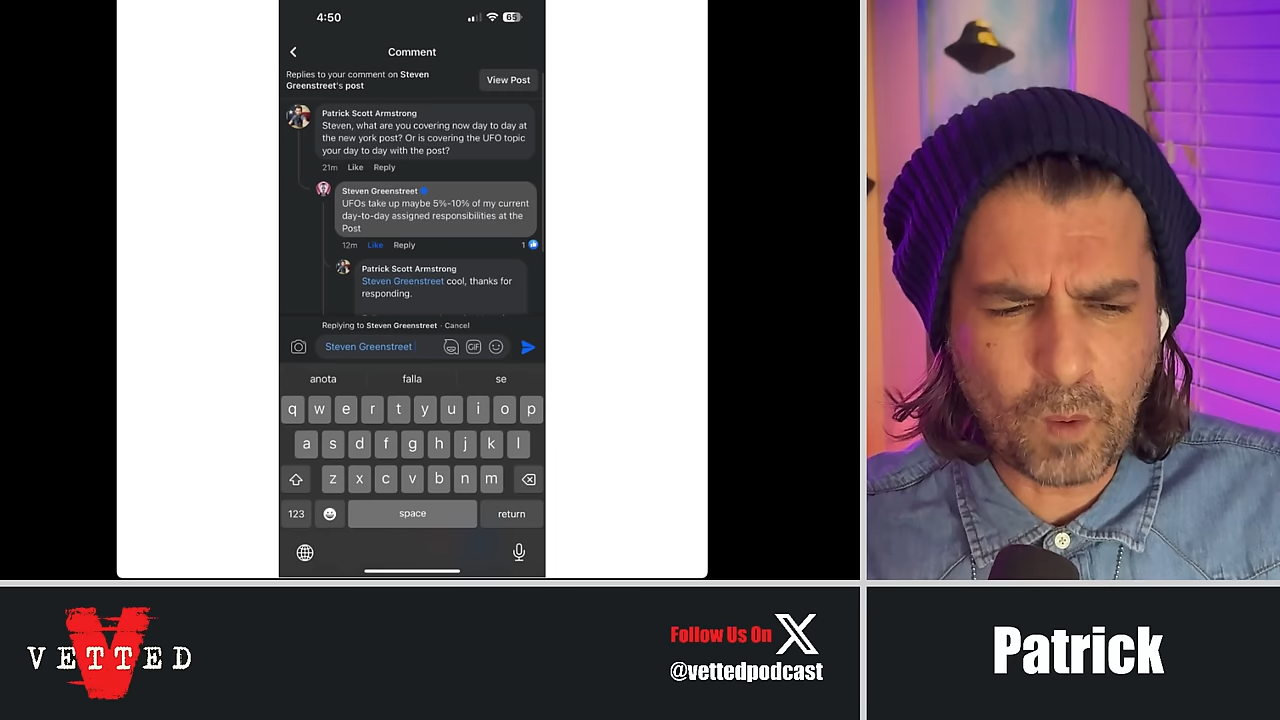 4:50
65
Comment
Replies to your comment on Steven
Greenstreet's post
View Post
Patrick Scott Armstrong
Steven, what are you covering now day to day at
the new york post? Or is covering the UFO topic
your day to day with the post?
21m Like Reply
Steven Greenstreet
UFOs take up maybe 5%-10% of my current
day-to-day assigned responsibilities at the
Post
12m Like Reply 1
Patrick Scott Armstrong
Steven Greenstreet cool, thanks for
responding.
Replying to Steven Greenstreet · Cancel
Steven Greenstreet
GIF
anota falla se
q w e r t y u i o p
a s d f g h j k l
z x c v b n m
123 space return
V
VETTED
Follow Us On X
@vettedpodcast
Patrick